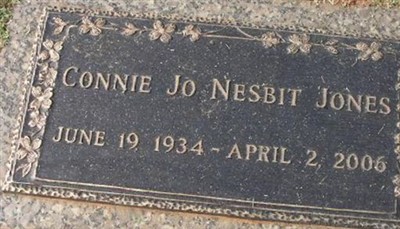 Connie Jo Nesbit Jones
June 19 1934 - April 2, 2006